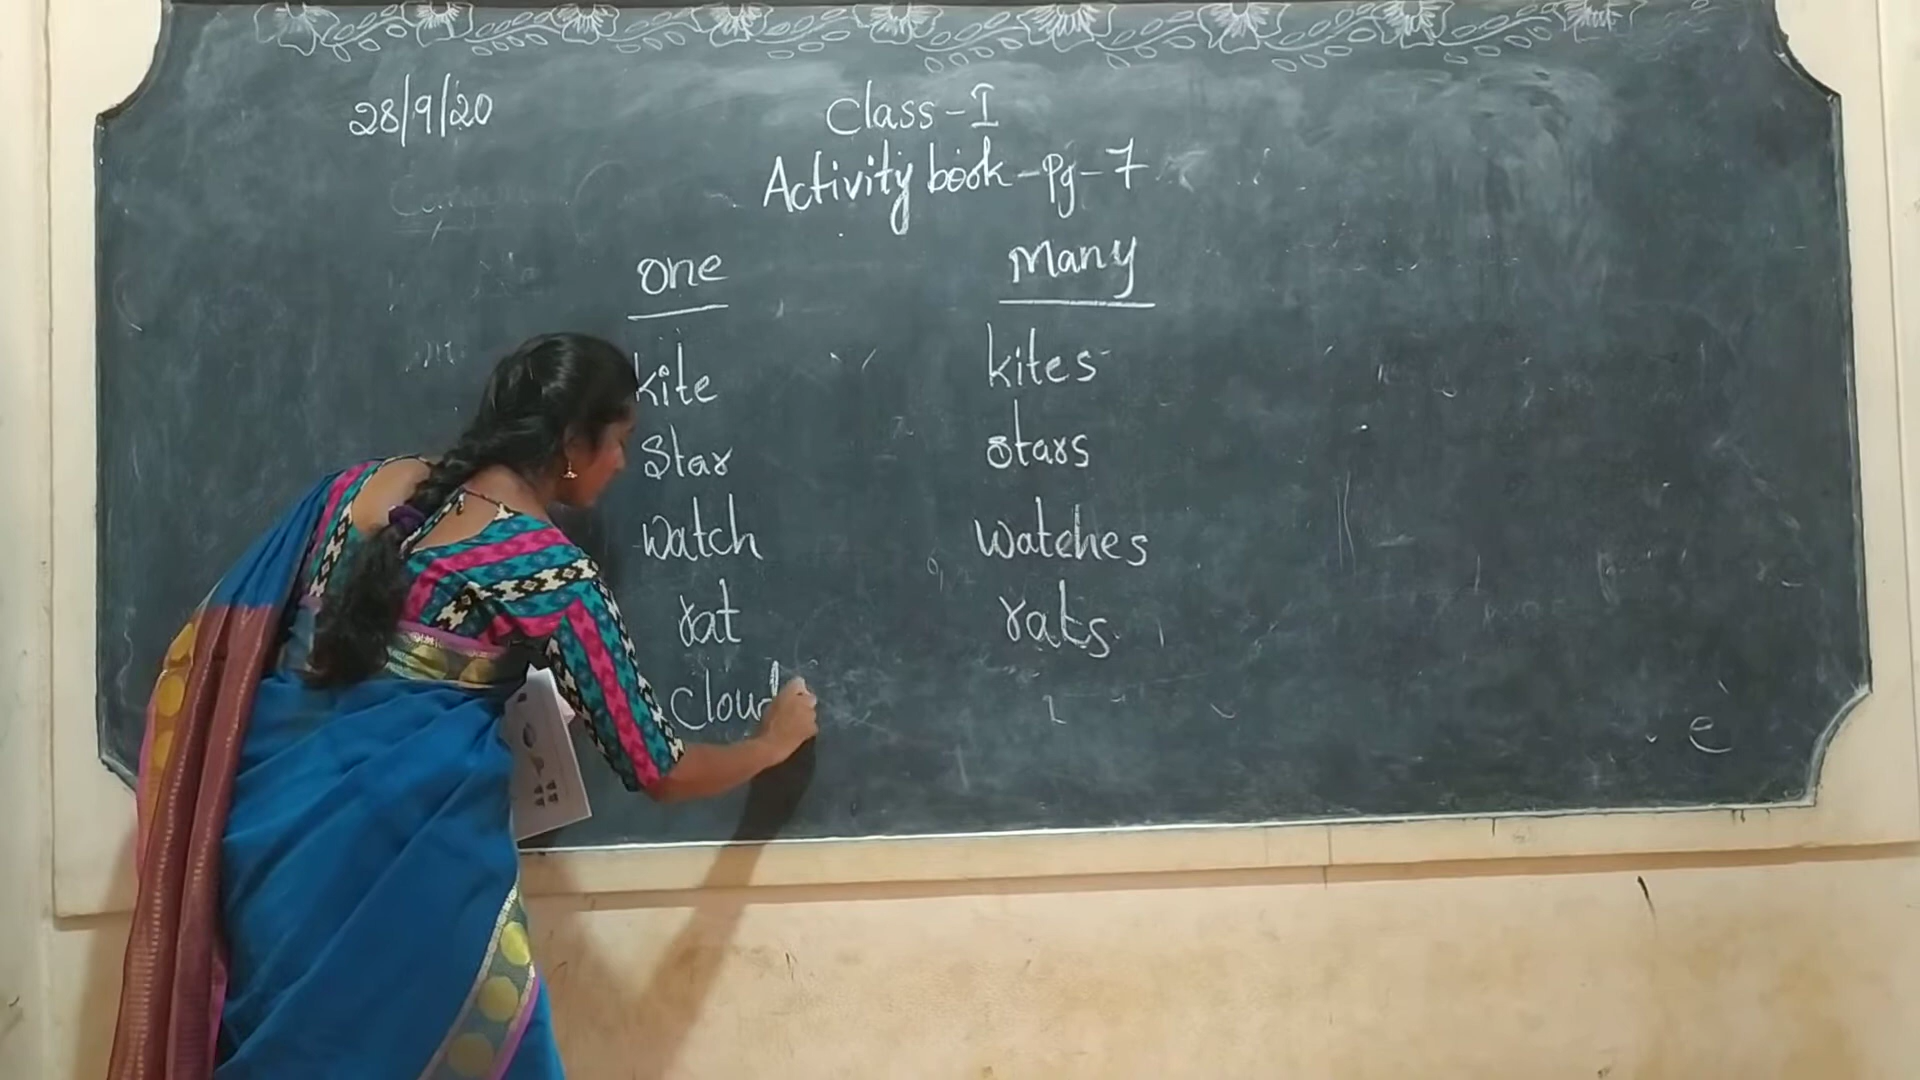 28/9/20
Class - I
Activity book - Pg - 7
one many
kite kites
Star stars
watch watches
rat rats
cloud
e